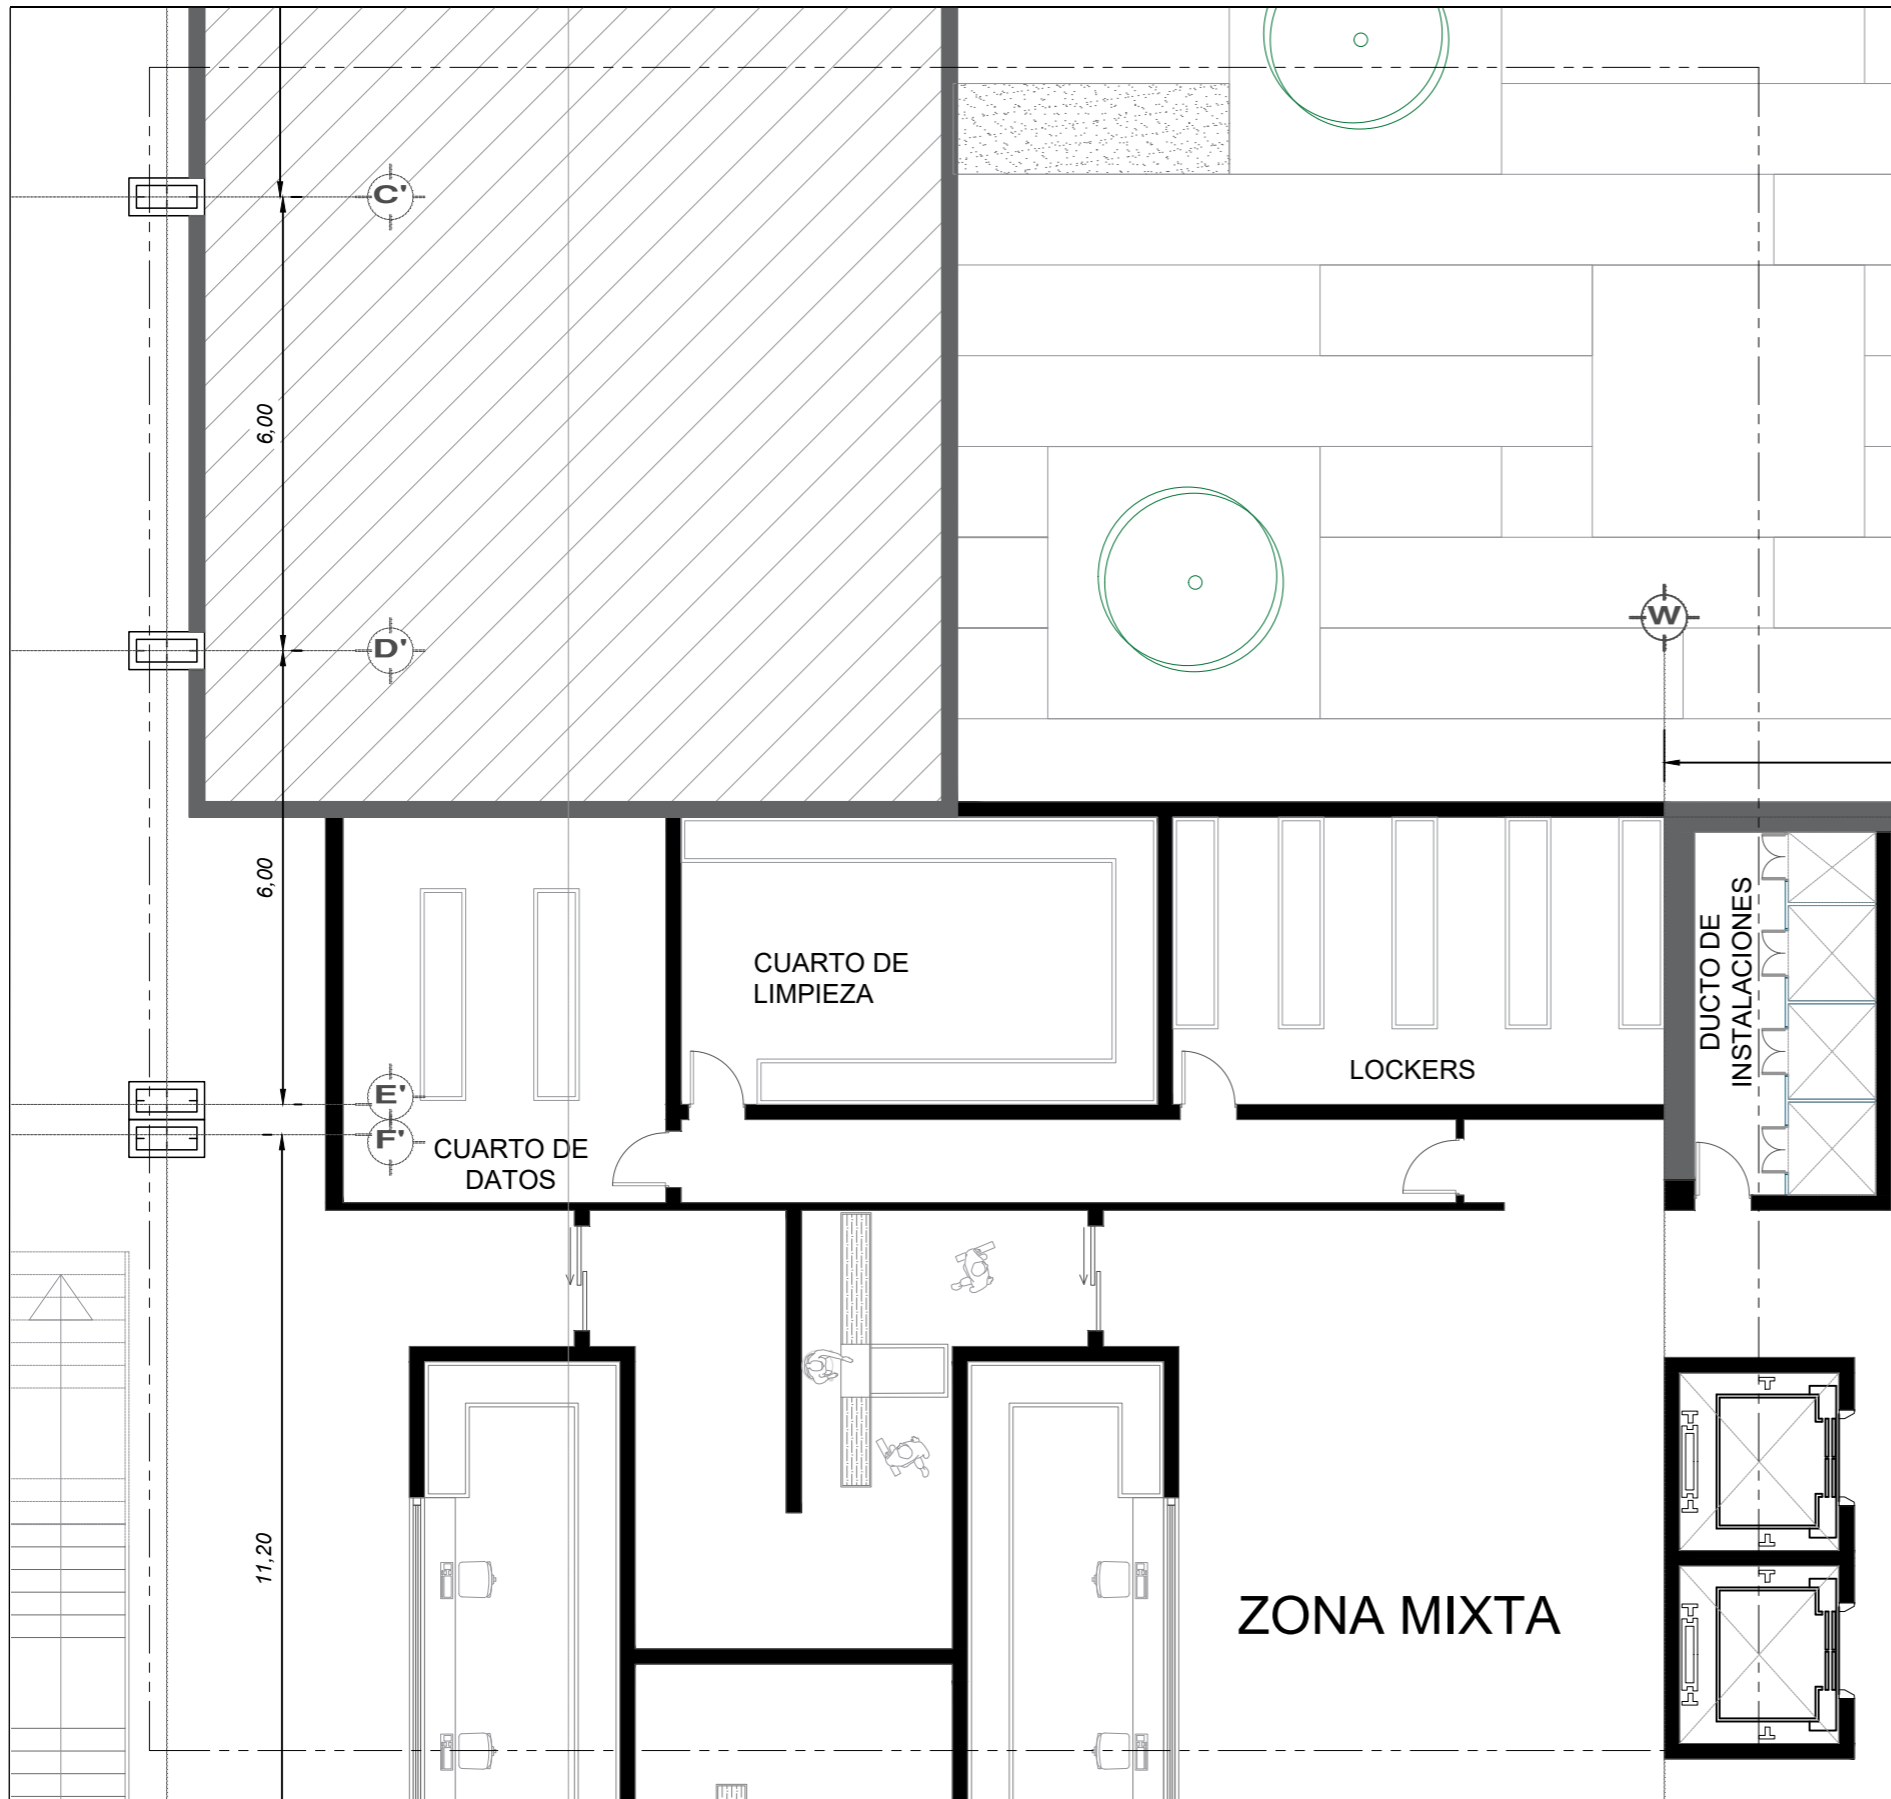 C'
6,00
D'
W
6,00
DUCTO DE
INSTALACIONES
CUARTO DE
LIMPIEZA
LOCKERS
E'
F'
CUARTO DE
DATOS
11,20
ZONA MIXTA